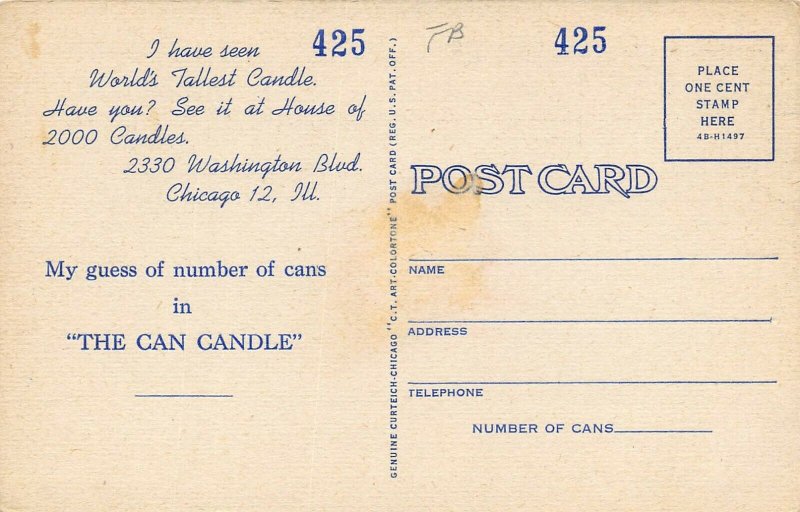 I have seen
425
World's Tallest Candle.
Have you? See it at House of
2000 Candles.
2330 Washington Blvd.
Chicago 12, Ill.
My guess of number of cans
in
"THE CAN CANDLE"
GENUINE CURTEICH-CHICAGO "C.T. ART-COLORTONE" POST CARD (REG. U.S. PAT. OFF.)
TB
425
PLACE
ONE CENT
STAMP
HERE
4B-H1497
POST CARD
NAME
ADDRESS
TELEPHONE
NUMBER OF CANS